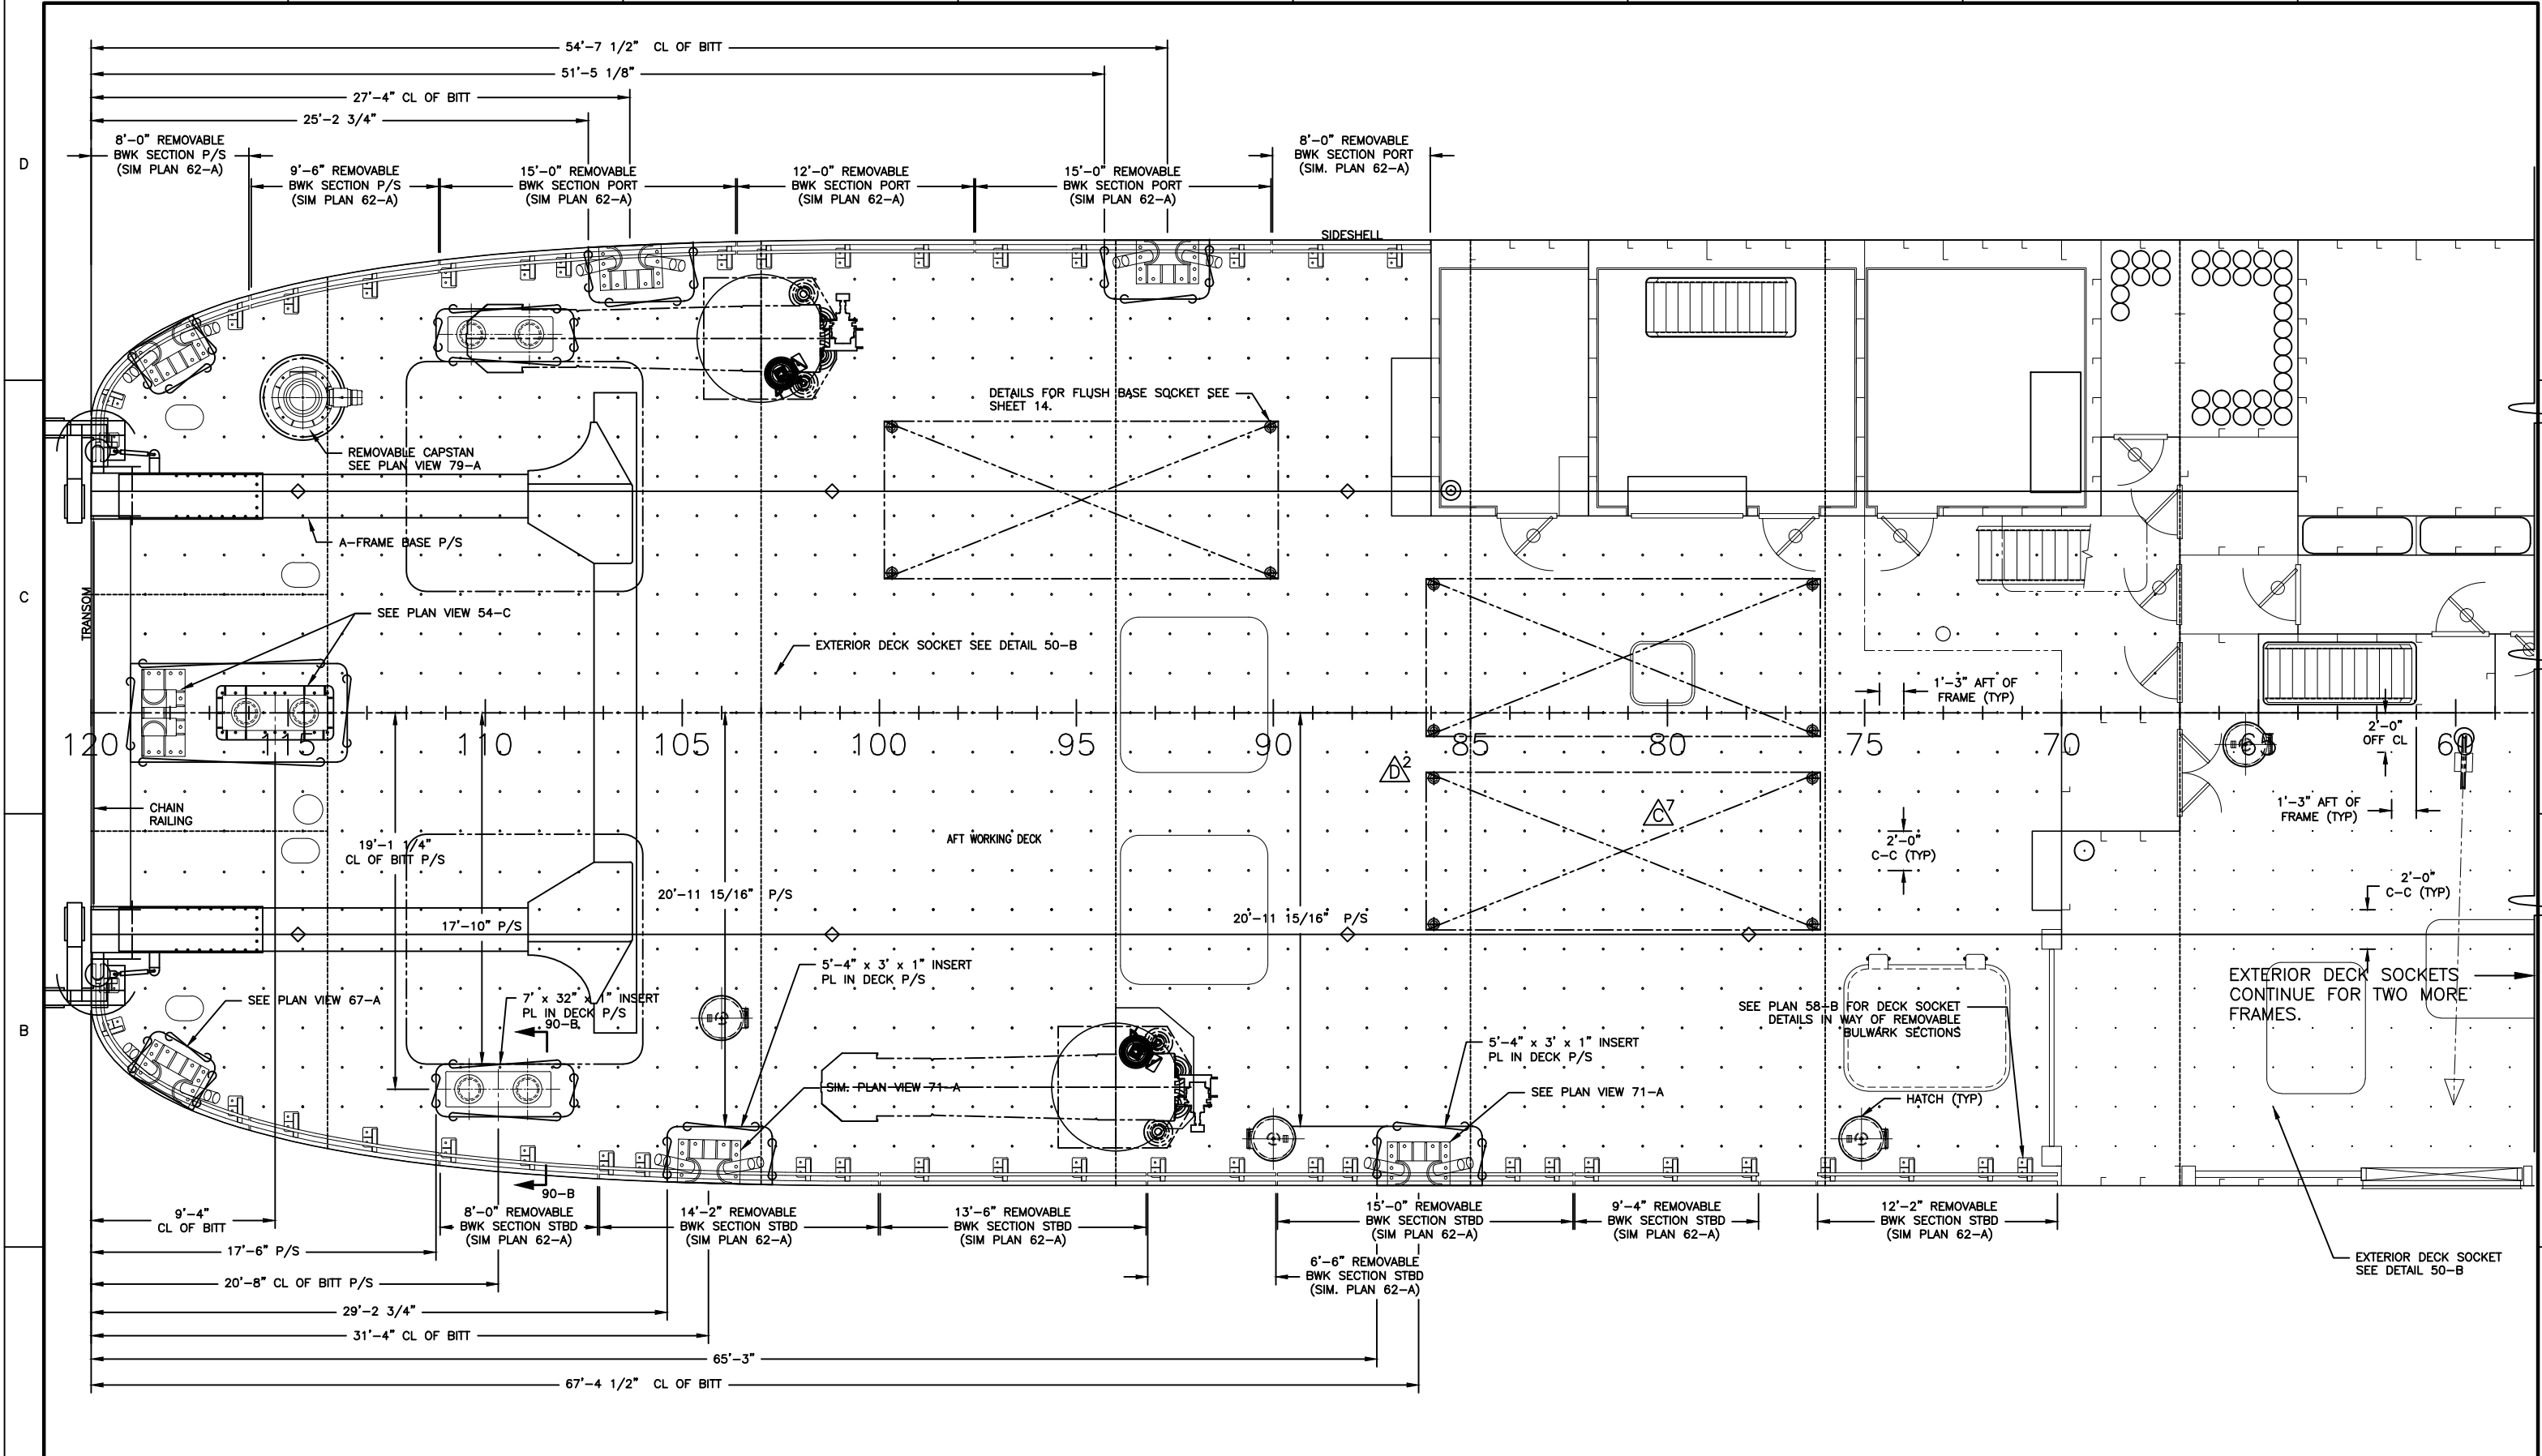 54'-7 1/2" CL OF BITT
51'-5 1/8"
27'-4" CL OF BITT
25'-2 3/4"
8'-0" REMOVABLE
BWK SECTION P/S
(SIM PLAN 62-A)
9'-6" REMOVABLE
BWK SECTION P/S
(SIM PLAN 62-A)
15'-0" REMOVABLE
BWK SECTION PORT
(SIM PLAN 62-A)
12'-0" REMOVABLE
BWK SECTION PORT
(SIM PLAN 62-A)
15'-0" REMOVABLE
BWK SECTION PORT
(SIM PLAN 62-A)
8'-0" REMOVABLE
BWK SECTION PORT
(SIM. PLAN 62-A)
D
SIDESHELL
DETAILS FOR FLUSH BASE SOCKET SEE
SHEET 14.
REMOVABLE CAPSTAN
SEE PLAN VIEW 79-A
A-FRAME BASE P/S
C
TRANSOM
SEE PLAN VIEW 54-C
EXTERIOR DECK SOCKET SEE DETAIL 50-B
1'-3" AFT OF
FRAME (TYP)
2'-0"
OFF CL
120
115
110
105
100
95
90
85
80
75
70
65
60
D 2
C 7
CHAIN
RAILING
1'-3" AFT OF
FRAME (TYP)
19'-1 1/4"
CL OF BITT P/S
AFT WORKING DECK
2'-0"
C-C (TYP)
2'-0"
C-C (TYP)
20'-11 15/16" P/S
17'-10" P/S
20'-11 15/16" P/S
5'-4" x 3' x 1" INSERT
PL IN DECK P/S
EXTERIOR DECK SOCKETS
CONTINUE FOR TWO MORE
FRAMES.
SEE PLAN VIEW 67-A
7' x 32" x 1" INSERT
PL IN DECK P/S
90-B
SEE PLAN 58-B FOR DECK SOCKET
DETAILS IN WAY OF REMOVABLE
BULWARK SECTIONS
B
5'-4" x 3' x 1" INSERT
PL IN DECK P/S
SIM. PLAN VIEW 71-A
SEE PLAN VIEW 71-A
HATCH (TYP)
90-B
9'-4"
CL OF BITT
8'-0" REMOVABLE
BWK SECTION STBD
(SIM PLAN 62-A)
14'-2" REMOVABLE
BWK SECTION STBD
(SIM PLAN 62-A)
13'-6" REMOVABLE
BWK SECTION STBD
(SIM PLAN 62-A)
15'-0" REMOVABLE
BWK SECTION STBD
(SIM PLAN 62-A)
9'-4" REMOVABLE
BWK SECTION STBD
(SIM PLAN 62-A)
12'-2" REMOVABLE
BWK SECTION STBD
(SIM PLAN 62-A)
17'-6" P/S
6'-6" REMOVABLE
BWK SECTION STBD
(SIM. PLAN 62-A)
EXTERIOR DECK SOCKET
SEE DETAIL 50-B
20'-8" CL OF BITT P/S
29'-2 3/4"
31'-4" CL OF BITT
65'-3"
67'-4 1/2" CL OF BITT